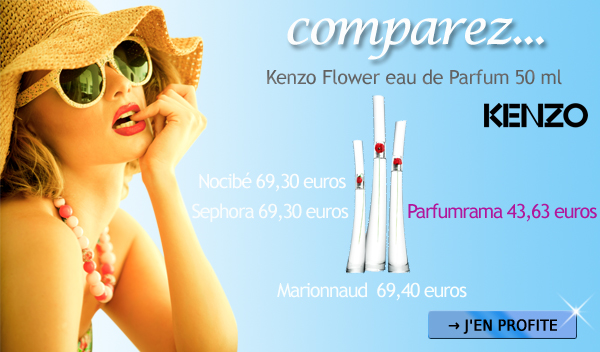 comparez...
Kenzo Flower eau de Parfum 50 ml
KENZO
Nocibé 69,30 euros
Sephora 69,30 euros
Parfumrama 43,63 euros
Marionnaud 69,40 euros
→ J'EN PROFITE